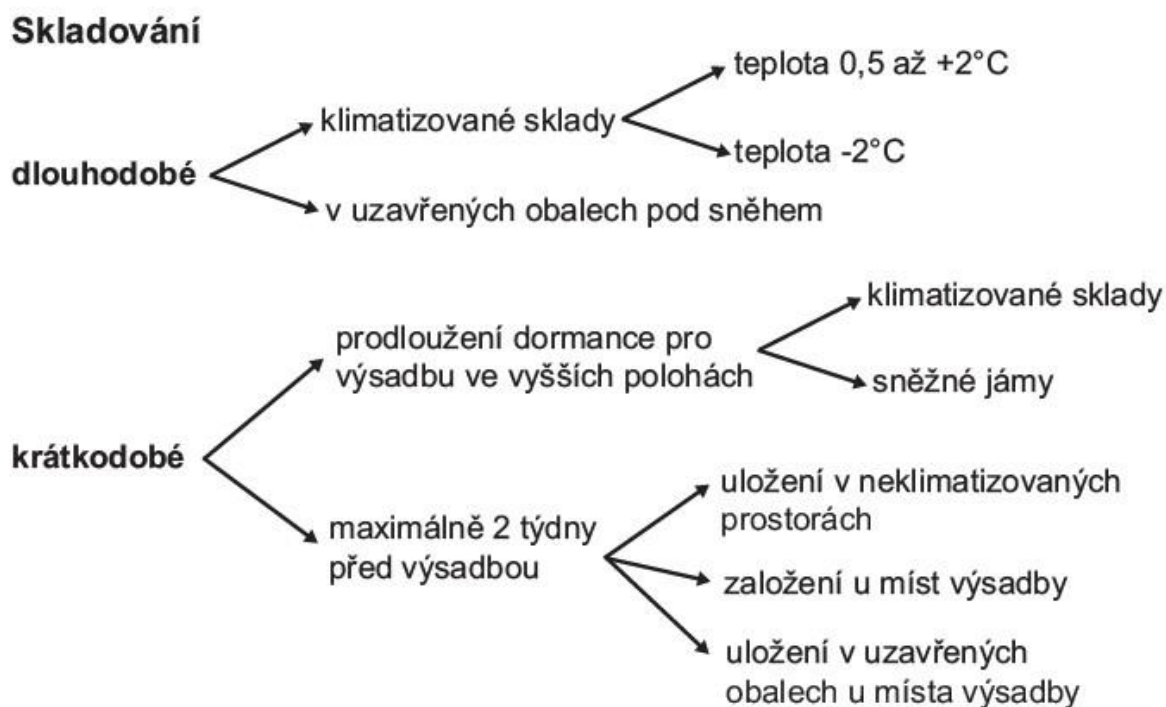 Skladování
dlouhodobé
klimatizované sklady
teplota 0,5 až +2°C
teplota -2°C
v uzavřených obalech pod sněhem
krátkodobé
prodloužení dormance pro
výsadbu ve vyšších polohách
klimatizované sklady
sněžné jámy
maximálně 2 týdny
před výsadbou
uložení v neklimatizovaných
prostorách
založení u míst výsadby
uložení v uzavřených
obalech u místa výsadby